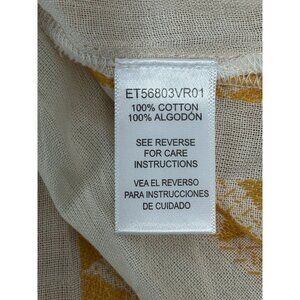 ET56803VR01
100% COTTON
100% ALGODÓN
SEE REVERSE
FOR CARE
INSTRUCTIONS
VEA EL REVERSO
PARA INSTRUCCIONES
DE CUIDADO